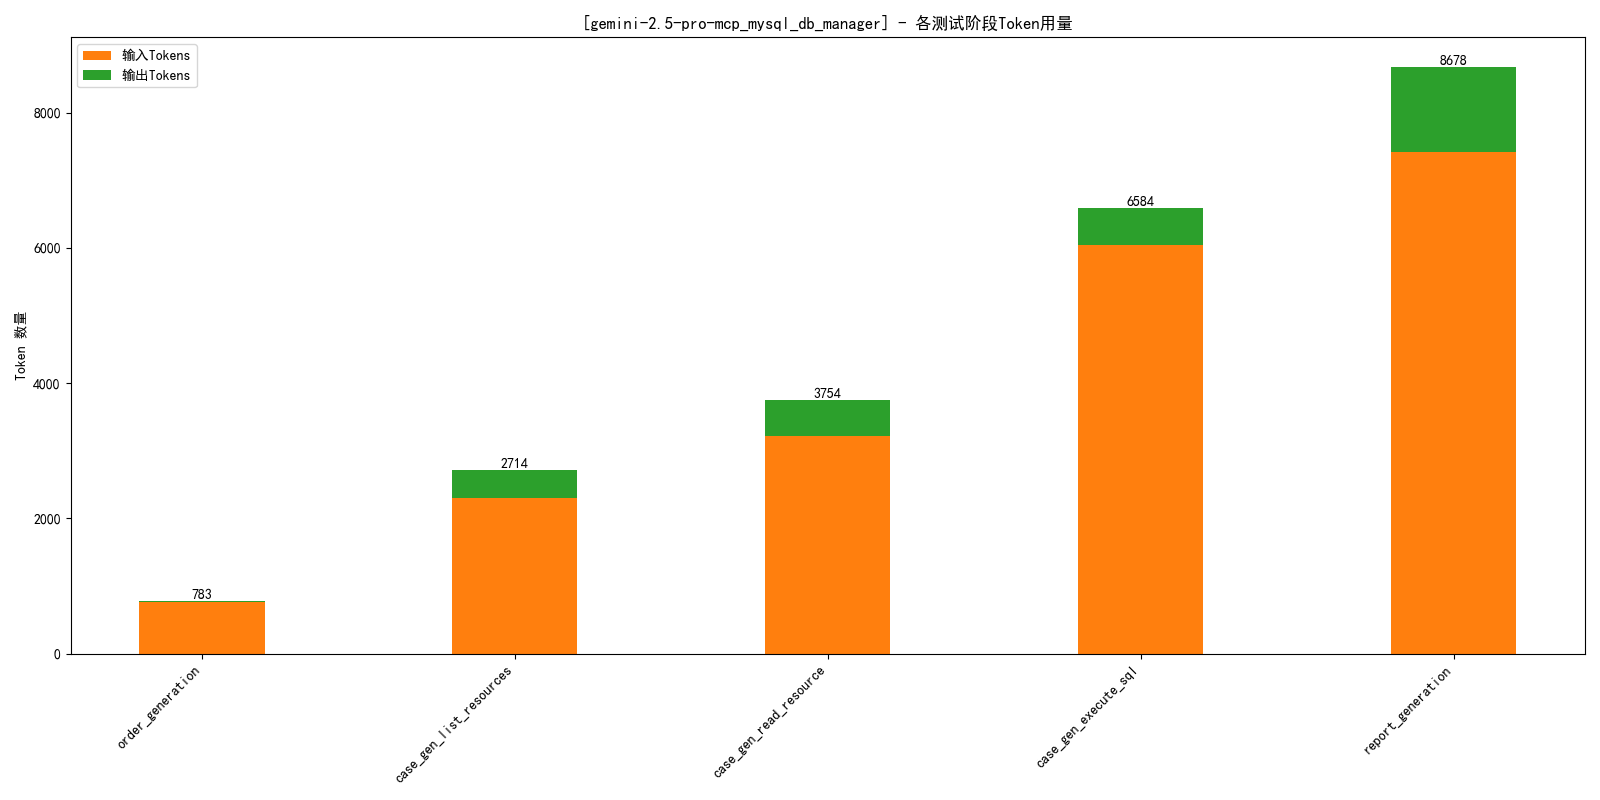 [gemini-2.5-pro-mcp_mysql_db_manager] - 各测试阶段Token用量
输入Tokens
输出Tokens
8678
6584
3754
2714
783
Token 数量
8000
6000
4000
2000
0
order_generation
case_gen_list_resources
case_gen_read_resource
case_gen_execute_sql
report_generation